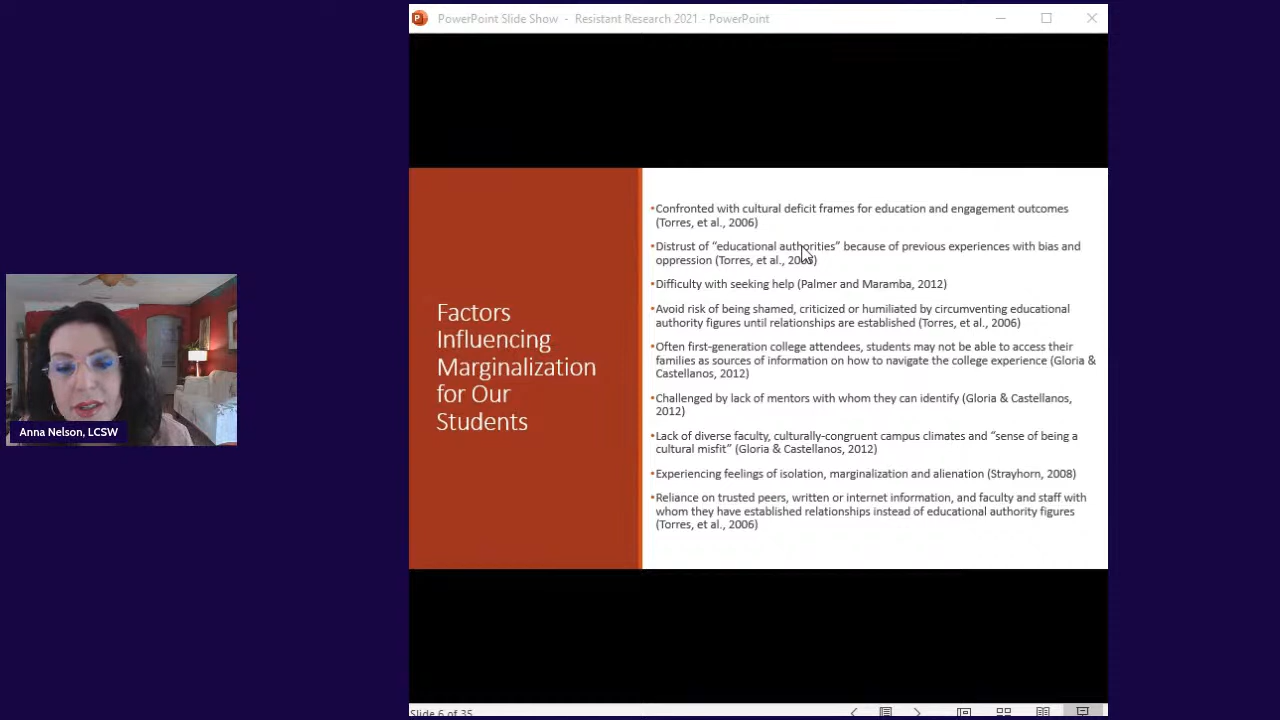 PowerPoint Slide Show - Resistant Research 2021 - PowerPoint
Factors
Influencing
Marginalization
for Our
Students
•Confronted with cultural deficit frames for education and engagement outcomes
(Torres, et al., 2006)
•Distrust of “educational authorities” because of previous experiences with bias and
oppression (Torres, et al.,
•Difficulty with seeking help (Palmer and Maramba, 2012)
•Avoid risk of being shamed, criticized or humiliated by circumventing educational
authority figures until relationships are established (Torres, et al., 2006)
•Often first-generation college attendees, students may not be able to access their
families as sources of information on how to navigate the college experience (Gloria &
Castellanos, 2012)
•Challenged by lack of mentors with whom they can identify (Gloria & Castellanos,
2012)
•Lack of diverse faculty, culturally-congruent campus climates and “sense of being a
cultural misfit” (Gloria & Castellanos, 2012)
•Experiencing feelings of isolation, marginalization and alienation (Strayhorn, 2008)
•Reliance on trusted peers, written or internet information, and faculty and staff with
whom they have established relationships instead of educational authority figures
(Torres, et al., 2006)
Anna Nelson, LCSW
Slide 6 of 35